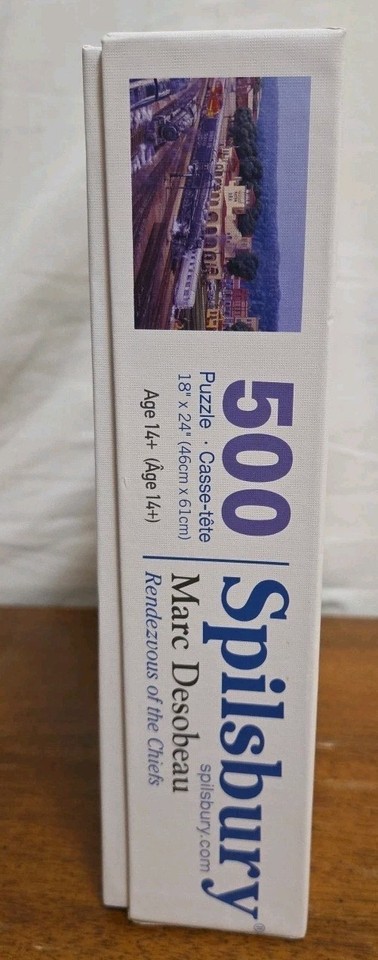 500
Puzzle · Casse-tête
18" x 24" (46cm x 61cm)
Age 14+ (Âge 14+)
Spilsbury®
spilsbury.com
Marc Desobeau
Rendezvous of the Chiefs